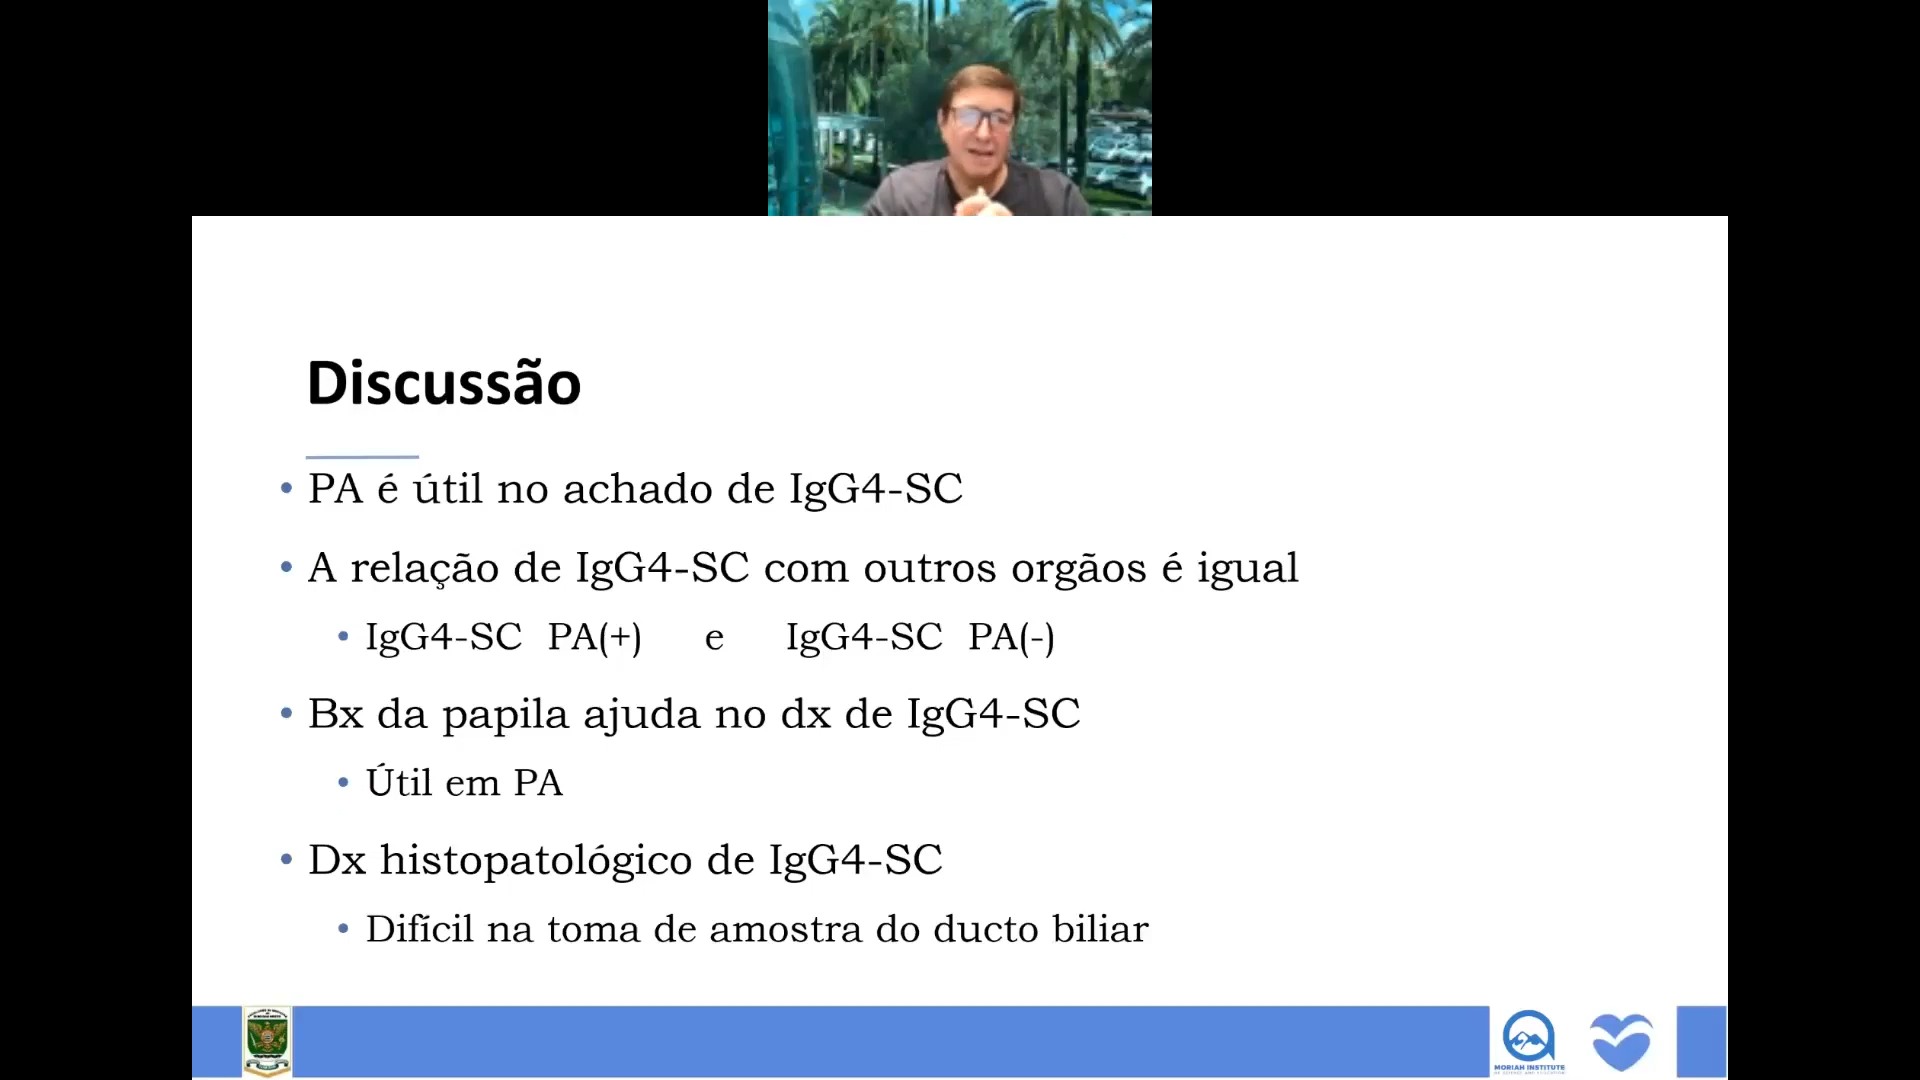 Discussão
• PA é útil no achado de IgG4-SC
• A relação de IgG4-SC com outros orgãos é igual
• IgG4-SC PA(+) e IgG4-SC PA(-)
• Bx da papila ajuda no dx de IgG4-SC
• Útil em PA
• Dx histopatológico de IgG4-SC
• Difícil na toma de amostra do ducto biliar
MORIAH INSTITUTE